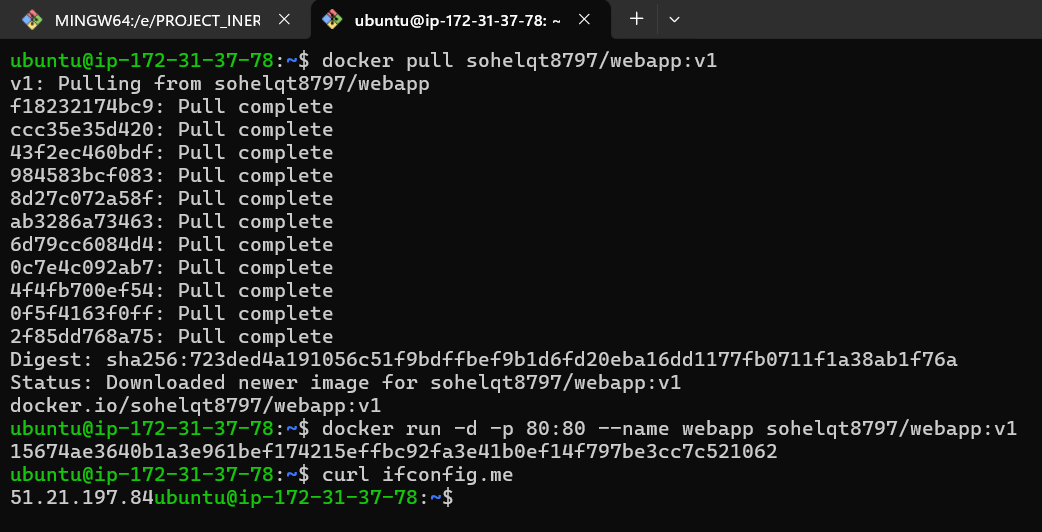 MINGW64:/e/PROJECT_INER
ubuntu@ip-172-31-37-78: ~
ubuntu@ip-172-31-37-78:~$ docker pull sohelqt8797/webapp:v1
v1: Pulling from sohelqt8797/webapp
f18232174bc9: Pull complete
ccc35e35d420: Pull complete
43f2ec460bdf: Pull complete
984583bcf083: Pull complete
8d27c072a58f: Pull complete
ab3286a73463: Pull complete
6d79cc6084d4: Pull complete
0c7e4c092ab7: Pull complete
4f4fb700ef54: Pull complete
0f5f4163f0ff: Pull complete
2f85dd768a75: Pull complete
Digest: sha256:723ded4a191056c51f9bdffbef9b1d6fd20eba16dd1177fb0711f1a38ab1f76a
Status: Downloaded newer image for sohelqt8797/webapp:v1
docker.io/sohelqt8797/webapp:v1
ubuntu@ip-172-31-37-78:~$ docker run -d -p 80:80 --name webapp sohelqt8797/webapp:v1
15674ae3640b1a3e961bef174215effbc92fa3e41b0ef14f797be3cc7c521062
ubuntu@ip-172-31-37-78:~$ curl ifconfig.me
51.21.197.84ubuntu@ip-172-31-37-78:~$